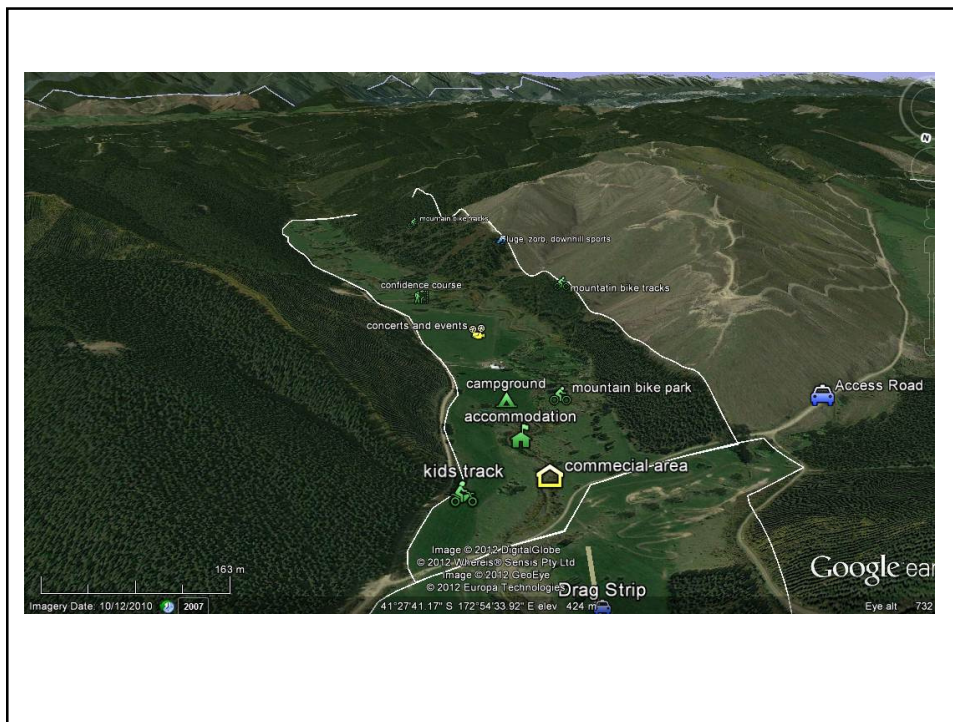 mountain bike tracks
luge, zorb, downhill sports
confidence course
mountatin bike tracks
concerts and events
campground
mountain bike park
Access Road
accommodation
kids track
commecial area
N
Image © 2012 DigitalGlobe
© 2012 Whereis® Sensis Pty Ltd
Image © 2012 GeoEye
© 2012 Europa Technologies
163 m
Google ear
Drag Strip
Imagery Date: 10/12/2010
2007
41°27'41.17" S 172°54'33.92" E elev 424 m
Eye alt 732